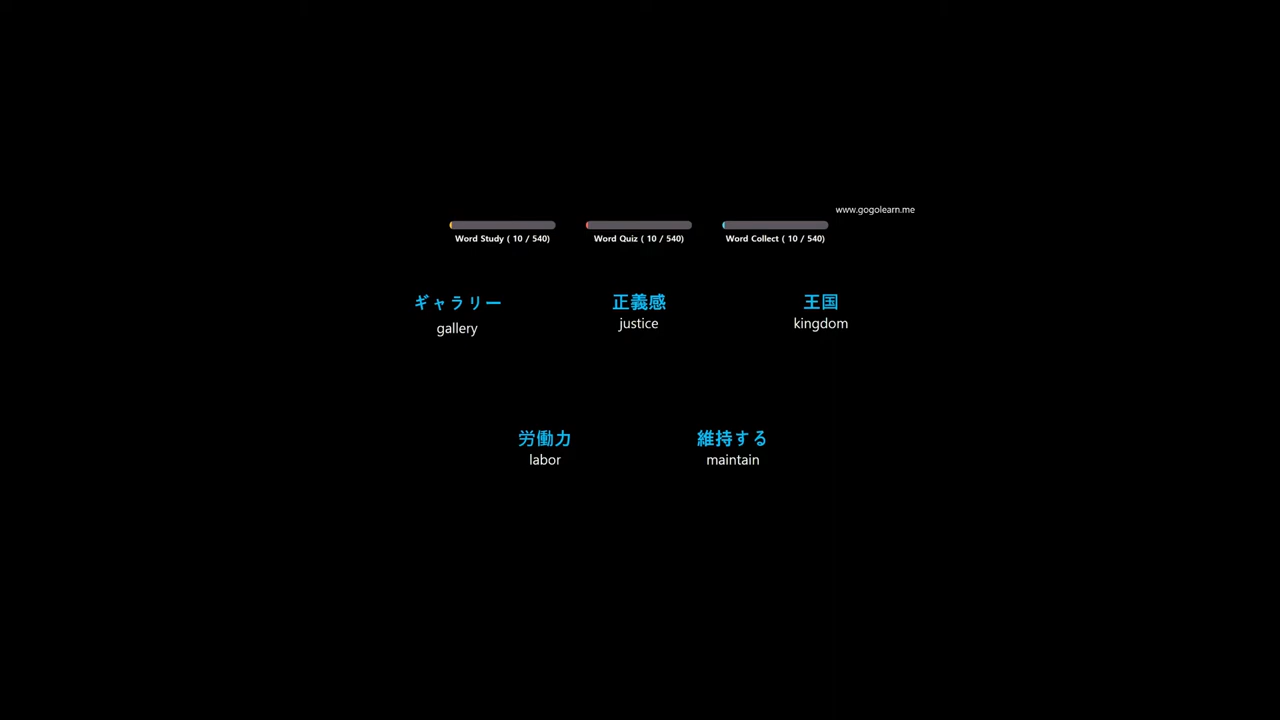 www.gogolearn.me
Word Study ( 10 / 540)
Word Quiz ( 10 / 540)
Word Collect ( 10 / 540)
ギャラリー
gallery
正義感
justice
王国
kingdom
労働力
labor
維持する
maintain